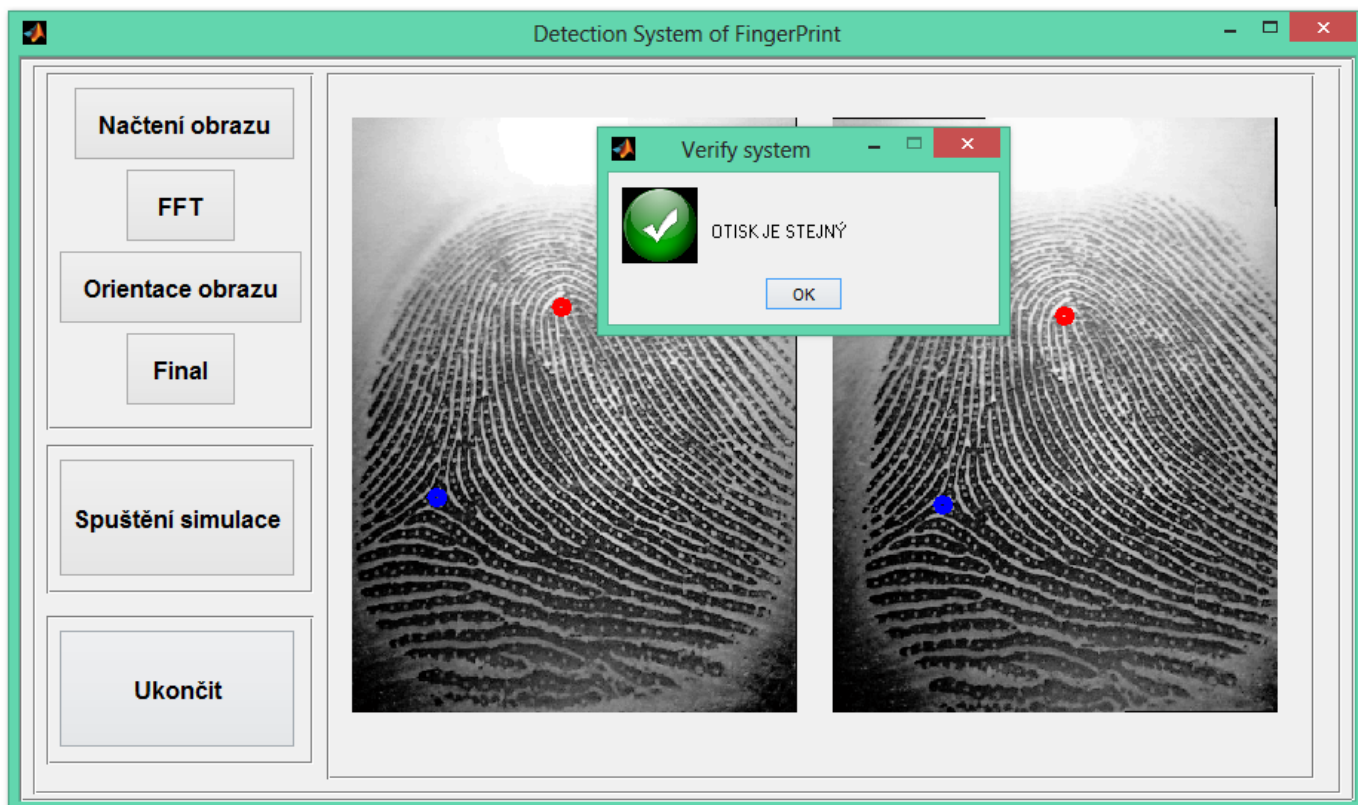 Detection System of FingerPrint
Načtení obrazu
FFT
Orientace obrazu
Final
Spuštění simulace
Ukončit
Verify system
OTISK JE STEJNÝ
OK